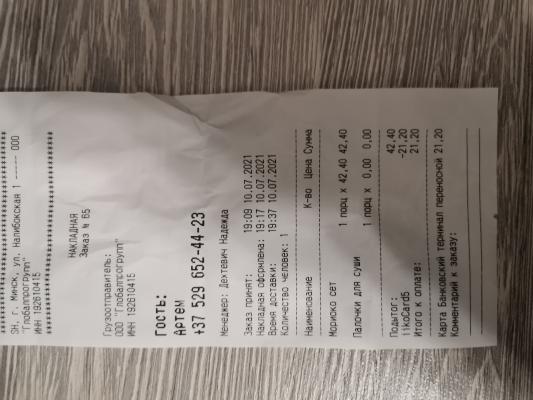 ************************
SH, г. Минск, ул. Налибокская 1 ----- ООО
"Глобалпрогрупп"
ИНН 192610415
************************
НАКЛАДНАЯ
Заказ № 65
Грузоотправитель:
ООО "Глобалпрогрупп"
ИНН 192610415
Гость:
Артем
+37 529 652-44-23
Менеджер: Дехтевич Надежда
Заказ принят: 19:09 10.07.2021
Накладная оформлена: 19:17 10.07.2021
Время доставки: 19:37 10.07.2021
Количество человек: 1
Наименование К-во Цена Сумма
Мориско сет
1 порц x 42,40 42,40
Палочки для суши
1 порц x 0,00 0,00
Подытог: 42,40
iikoCard5 -21,20
Итого к оплате: 21,20
Карта Банковский терминал переносной 21,20
Комментарий к заказу: